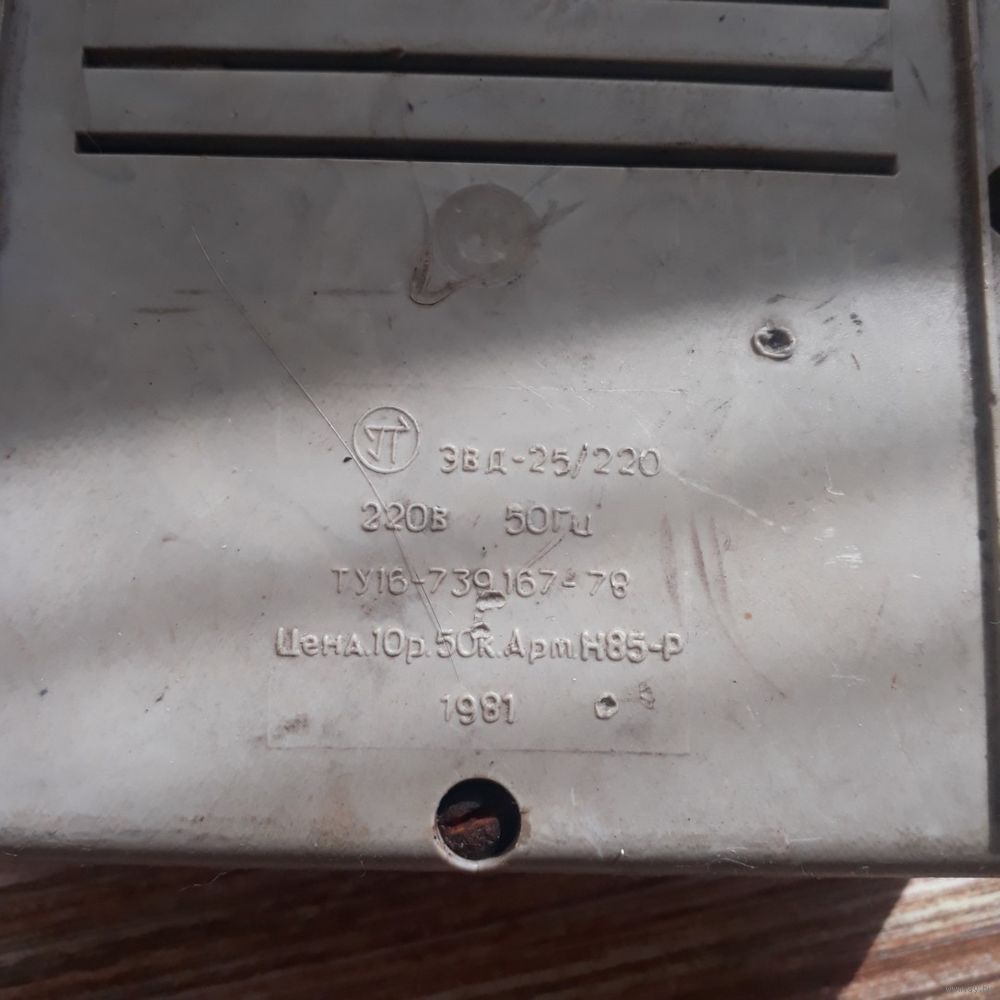 П ЭВД-25/220
220В 50Гц
ТУ16-739.167-78
Цена.10р.50к.Арт.Н85-Р
1981